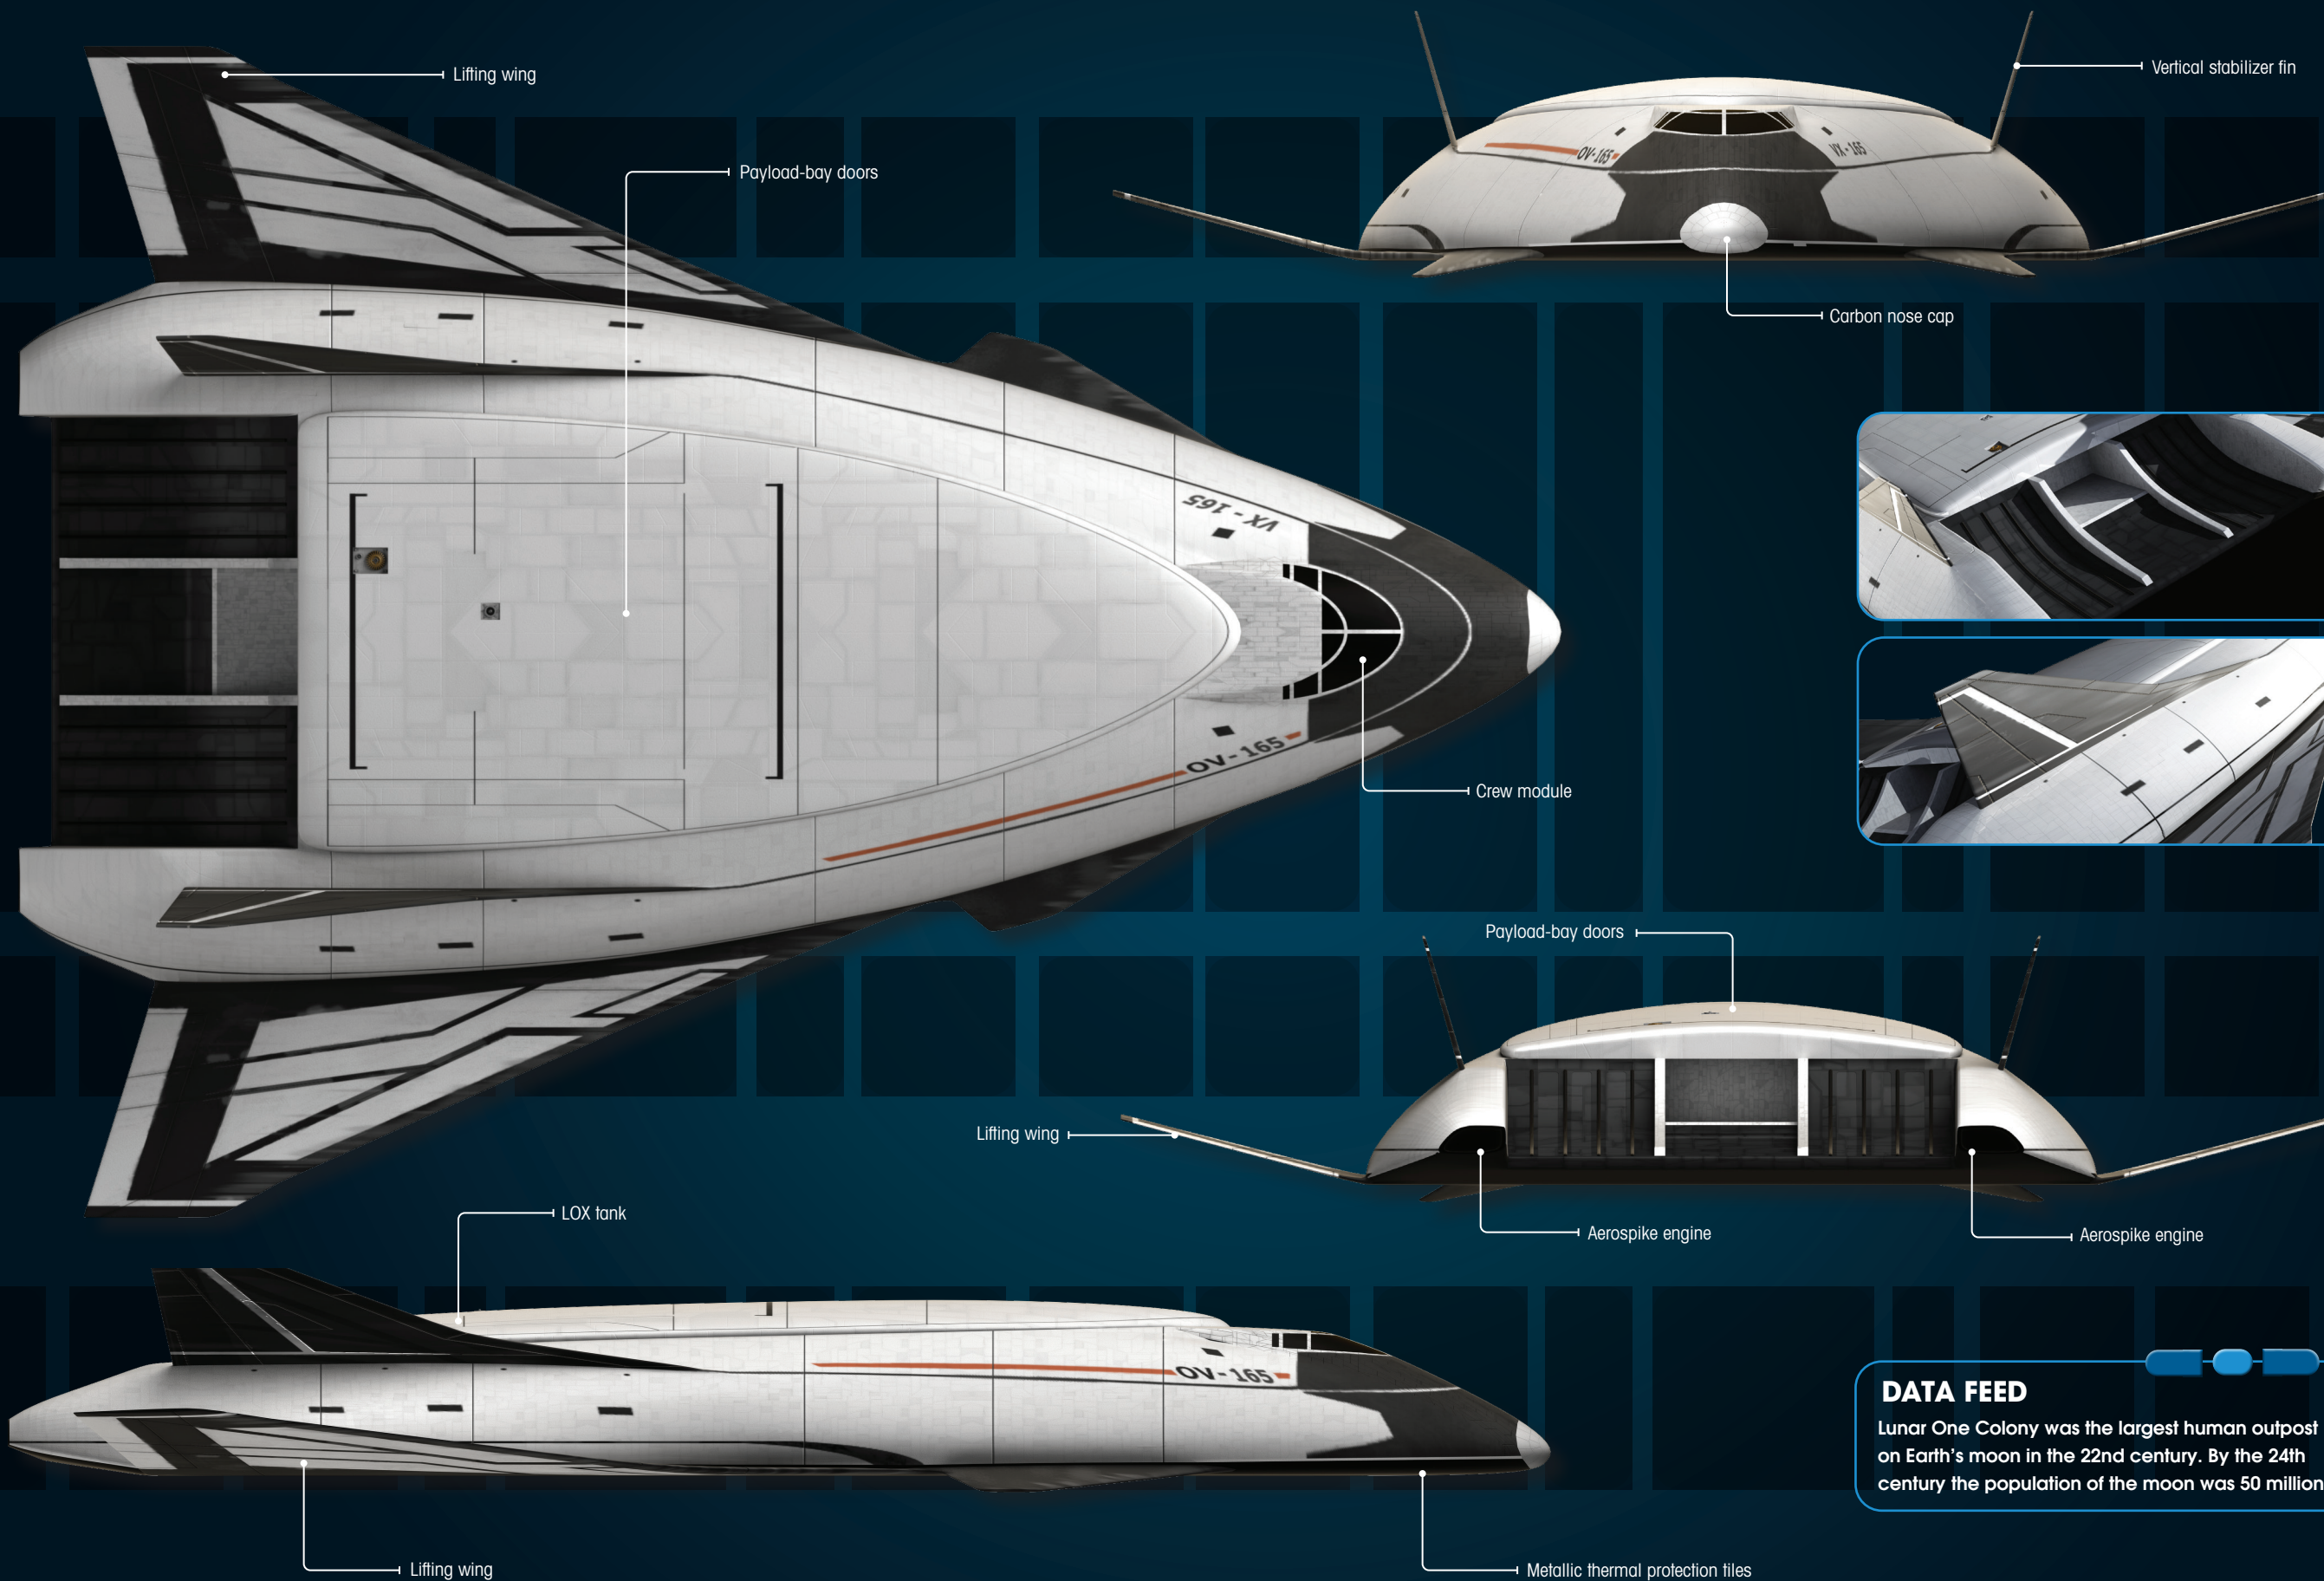 Lifting wing
Vertical stabilizer fin
Payload-bay doors
OV-165
VX-165
Carbon nose cap
VX-165
OV-165
Crew module
Payload-bay doors
Lifting wing
Aerospike engine
Aerospike engine
LOX tank
OV-165
DATA FEED
Lunar One Colony was the largest human outpost
on Earth's moon in the 22nd century. By the 24th
century the population of the moon was 50 million
Lifting wing
Metallic thermal protection tiles